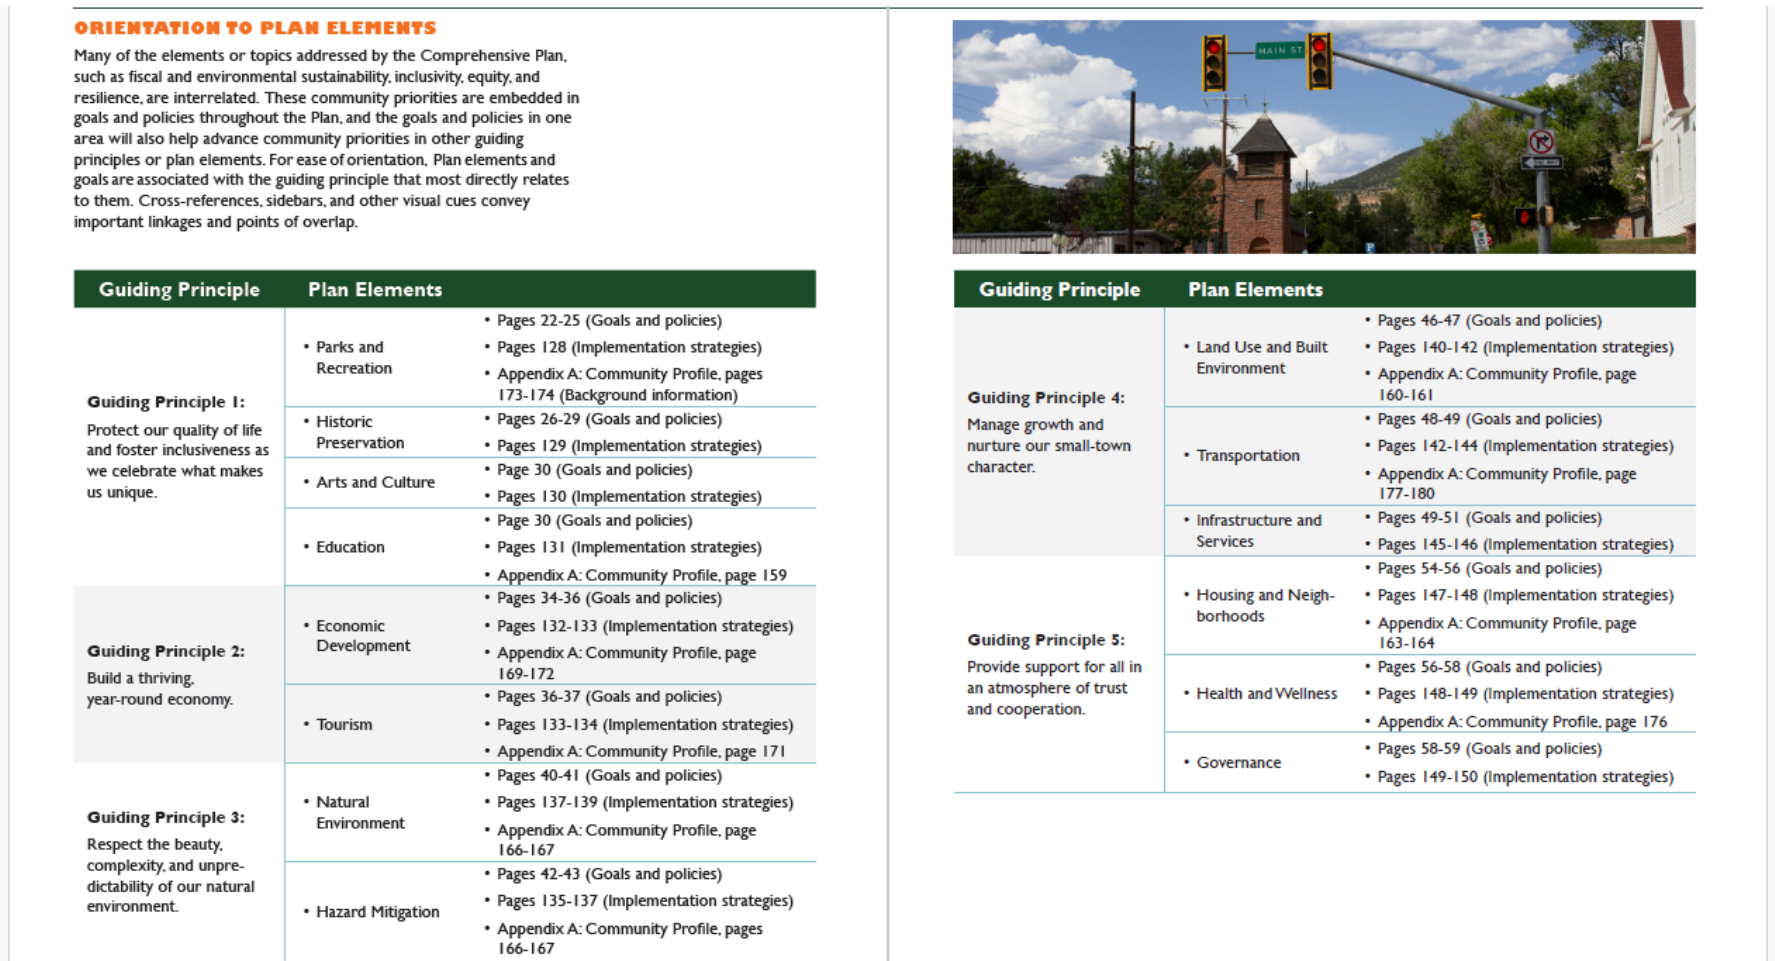 ORIENTATION TO PLAN ELEMENTS
Many of the elements or topics addressed by the Comprehensive Plan,
such as fiscal and environmental sustainability, inclusivity, equity, and
resilience, are interrelated. These community priorities are embedded in
goals and policies throughout the Plan, and the goals and policies in one
area will also help advance community priorities in other guiding
principles or plan elements. For ease of orientation, Plan elements and
goals are associated with the guiding principle that most directly relates
to them. Cross-references, sidebars, and other visual cues convey
important linkages and points of overlap.
Guiding Principle Plan Elements
Guiding Principle 1:
Protect our quality of life
and foster inclusiveness as
we celebrate what makes
us unique.
• Parks and
Recreation
• Pages 22-25 (Goals and policies)
• Pages 128 (Implementation strategies)
• Appendix A: Community Profile, pages
173-174 (Background information)
• Historic
Preservation
• Pages 26-29 (Goals and policies)
• Pages 129 (Implementation strategies)
• Arts and Culture
• Page 30 (Goals and policies)
• Pages 130 (Implementation strategies)
• Education
• Page 30 (Goals and policies)
• Pages 131 (Implementation strategies)
• Appendix A: Community Profile, page 159
Guiding Principle 2:
Build a thriving,
year-round economy.
• Economic
Development
• Pages 34-36 (Goals and policies)
• Pages 132-133 (Implementation strategies)
• Appendix A: Community Profile, page
169-172
• Tourism
• Pages 36-37 (Goals and policies)
• Pages 133-134 (Implementation strategies)
• Appendix A: Community Profile, page 171
Guiding Principle 3:
Respect the beauty,
complexity, and unpre-
dictability of our natural
environment.
• Natural
Environment
• Pages 40-41 (Goals and policies)
• Pages 137-139 (Implementation strategies)
• Appendix A: Community Profile, page
166-167
• Hazard Mitigation
• Pages 42-43 (Goals and policies)
• Pages 135-137 (Implementation strategies)
• Appendix A: Community Profile, pages
166-167
MAIN ST
ONE WAY
P
Guiding Principle Plan Elements
Guiding Principle 4:
Manage growth and
nurture our small-town
character.
• Land Use and Built
Environment
• Pages 46-47 (Goals and policies)
• Pages 140-142 (Implementation strategies)
• Appendix A: Community Profile, page
160-161
• Transportation
• Pages 48-49 (Goals and policies)
• Pages 142-144 (Implementation strategies)
• Appendix A: Community Profile, page
177-180
• Infrastructure and
Services
• Pages 49-51 (Goals and policies)
• Pages 145-146 (Implementation strategies)
Guiding Principle 5:
Provide support for all in
an atmosphere of trust
and cooperation.
• Housing and Neigh-
borhoods
• Pages 54-56 (Goals and policies)
• Pages 147-148 (Implementation strategies)
• Appendix A: Community Profile, page
163-164
• Health and Wellness
• Pages 56-58 (Goals and policies)
• Pages 148-149 (Implementation strategies)
• Appendix A: Community Profile, page 176
• Governance
• Pages 58-59 (Goals and policies)
• Pages 149-150 (Implementation strategies)